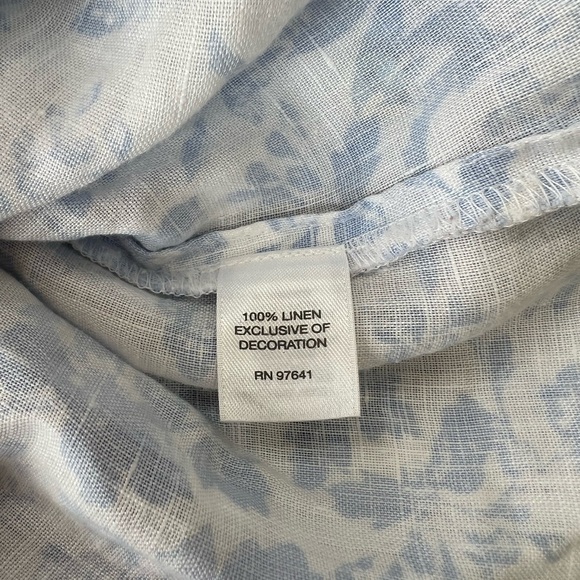 100% LINEN
EXCLUSIVE OF
DECORATION
RN 97641